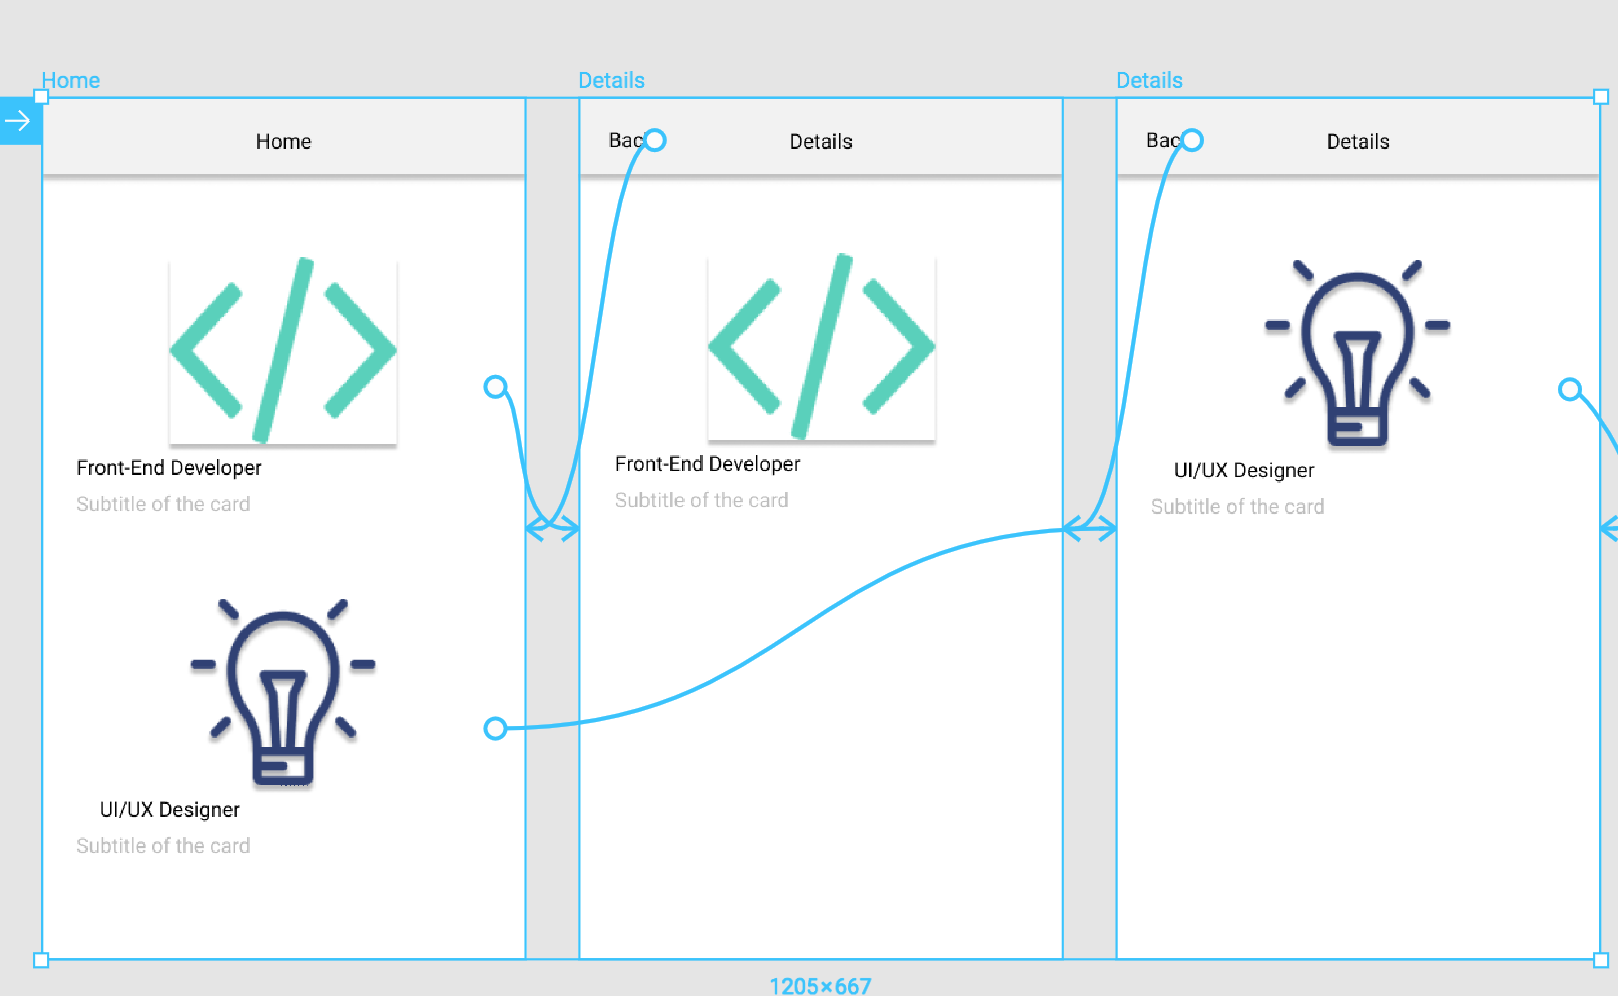 Home
Details
Details
Home
Bac
Details
Bac
Details
Front-End Developer
Subtitle of the card
UI/UX Designer
Subtitle of the card
Front-End Developer
Subtitle of the card
UI/UX Designer
Subtitle of the card
1205×667